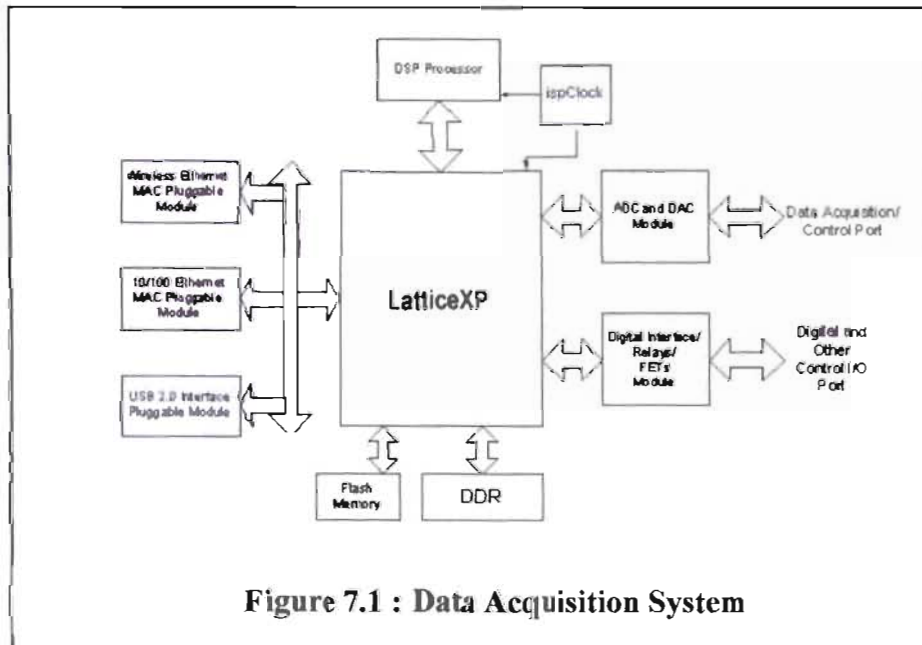 DSP Processor
ispClock
Wireless Ethernet
MAC Pluggable
Module
ADC and DAC
Module
Data Acquisition/
Control Port
10/100 Ethernet
MAC Pluggable
Module
LatticeXP
Digital Interface/
Relays/
FETs
Module
Digital and
Other
Control I/O
Port
USB 2.0 Interface
Pluggable Module
Flash
Memory
DDR
Figure 7.1 : Data Acquisition System